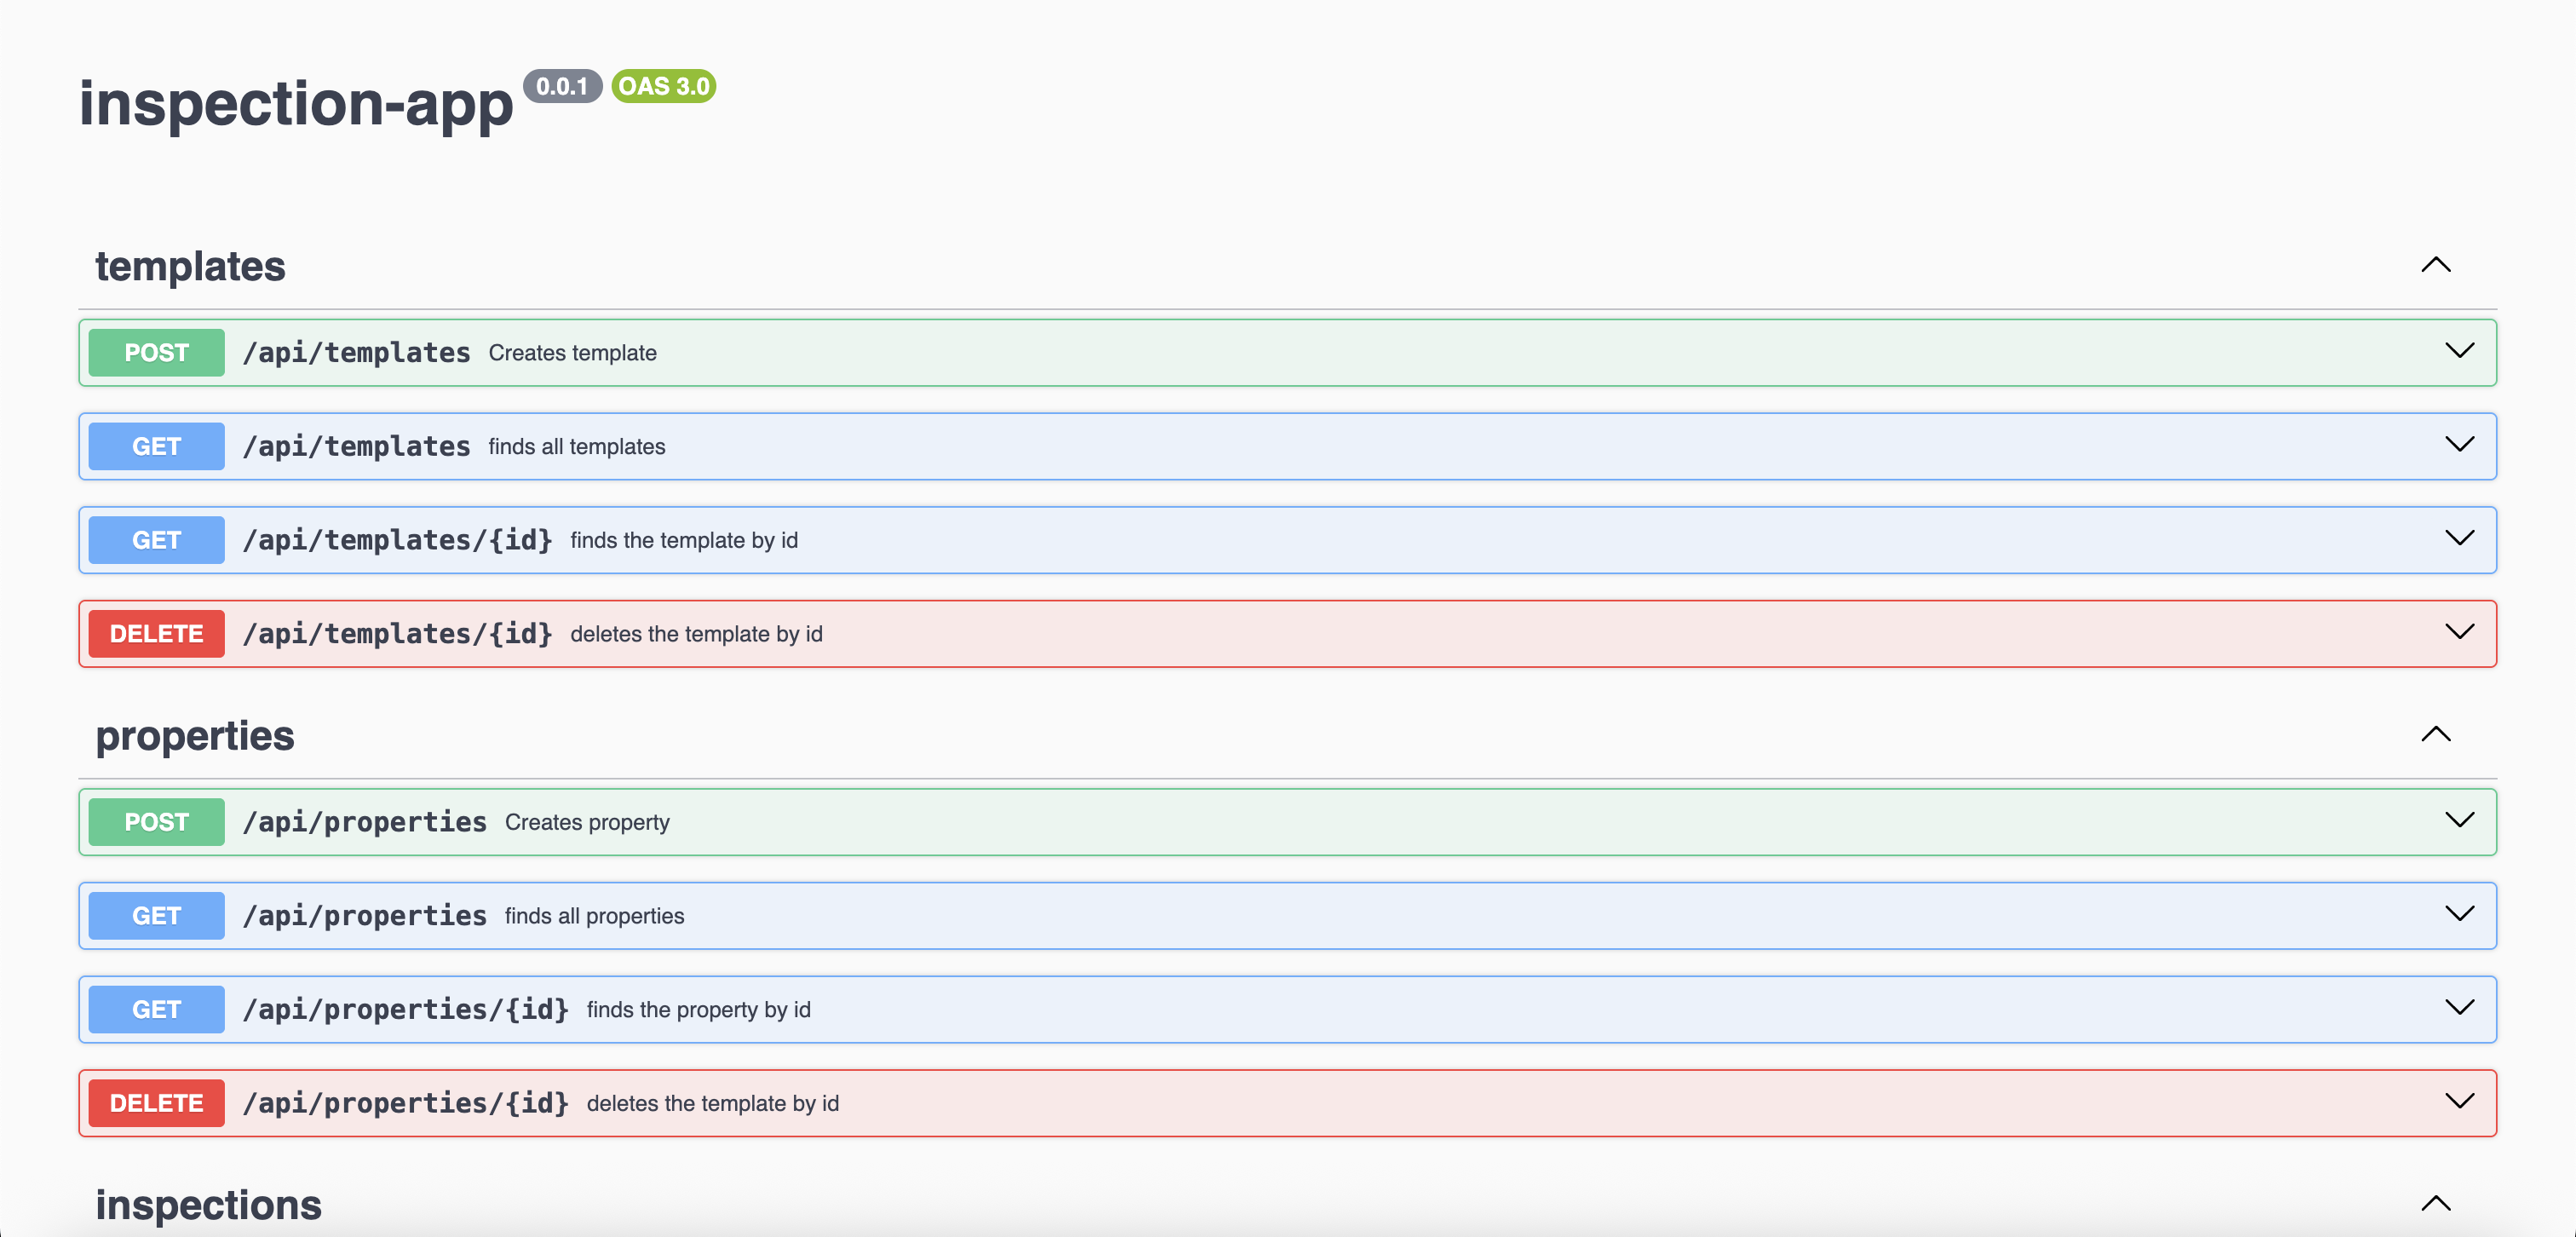 inspection-app 0.0.1 OAS 3.0
templates
POST /api/templates Creates template
GET /api/templates finds all templates
GET /api/templates/{id} finds the template by id
DELETE /api/templates/{id} deletes the template by id
properties
POST /api/properties Creates property
GET /api/properties finds all properties
GET /api/properties/{id} finds the property by id
DELETE /api/properties/{id} deletes the template by id
inspections